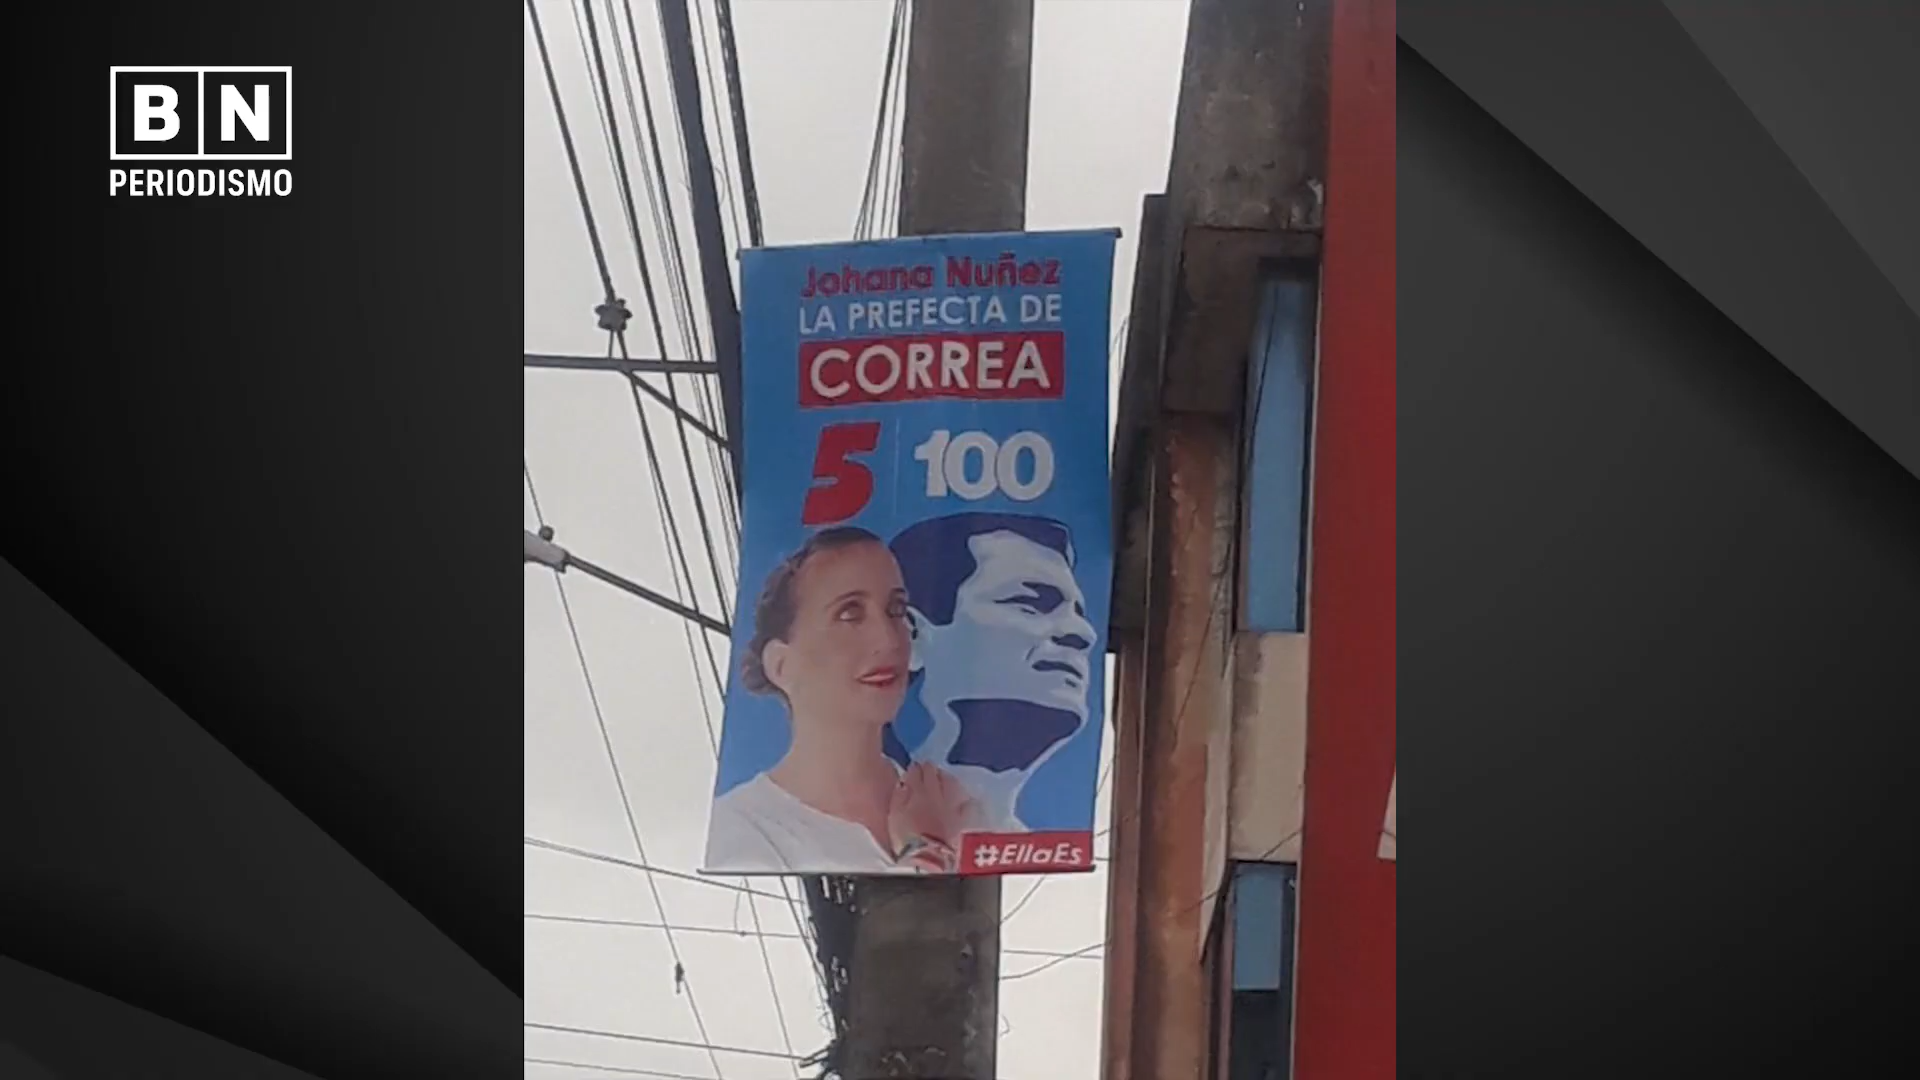 BN
PERIODISMO
Johana Nuñez
LA PREFECTA DE
CORREA
5 100
#EllaEs